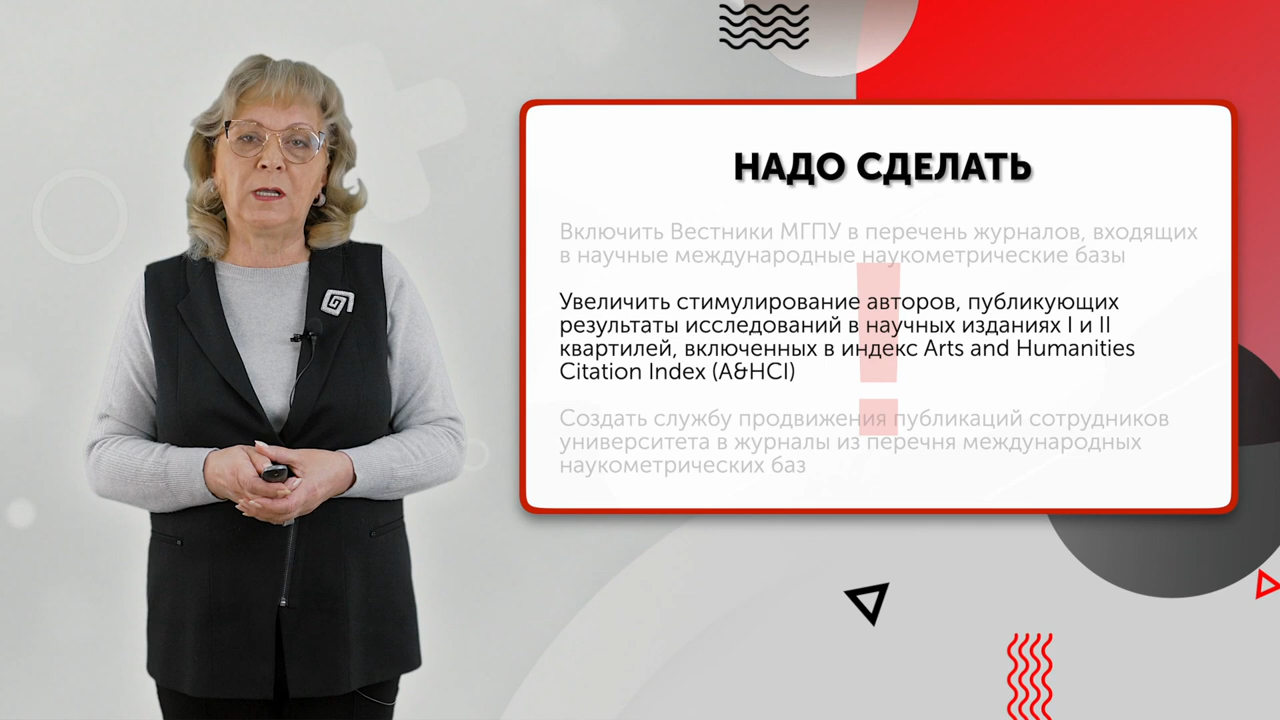 НАДО СДЕЛАТЬ
Включить Вестники МГПУ в перечень журналов, входящих
в научные международные наукометрические базы
Увеличить стимулирование авторов, публикующих
результаты исследований в научных изданиях I и II
квартилей, включенных в индекс Arts and Humanities
Citation Index (A&HCI)
Создать службу продвижения публикаций сотрудников
университета в журналы из перечня международных
наукометрических баз